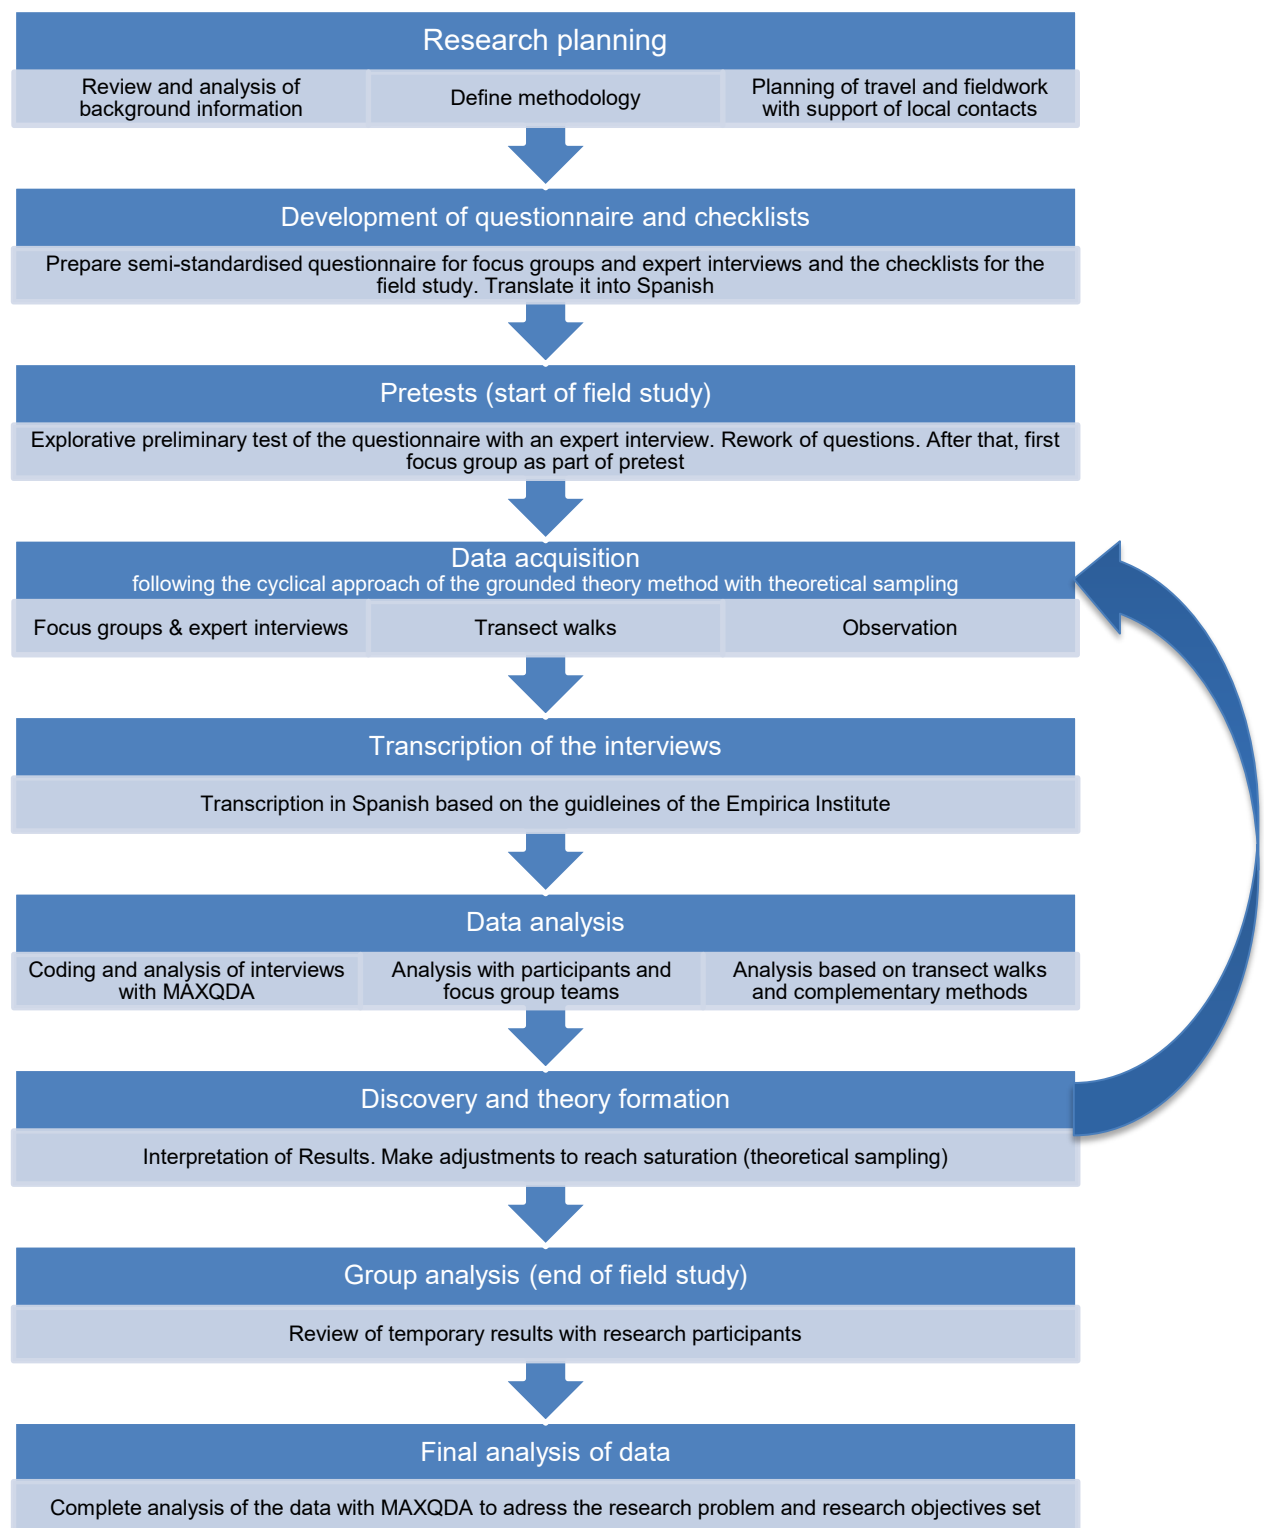 Research planning
Review and analysis of
background information
Define methodology
Planning of travel and fieldwork
with support of local contacts
Development of questionnaire and checklists
Prepare semi-standardised questionnaire for focus groups and expert interviews and the checklists for the
field study. Translate it into Spanish
Pretests (start of field study)
Explorative preliminary test of the questionnaire with an expert interview. Rework of questions. After that, first
focus group as part of pretest
Data acquisition
following the cyclical approach of the grounded theory method with theoretical sampling
Focus groups & expert interviews
Transect walks
Observation
Transcription of the interviews
Transcription in Spanish based on the guidleines of the Empirica Institute
Data analysis
Coding and analysis of interviews
with MAXQDA
Analysis with participants and
focus group teams
Analysis based on transect walks
and complementary methods
Discovery and theory formation
Interpretation of Results. Make adjustments to reach saturation (theoretical sampling)
Group analysis (end of field study)
Review of temporary results with research participants
Final analysis of data
Complete analysis of the data with MAXQDA to adress the research problem and research objectives set